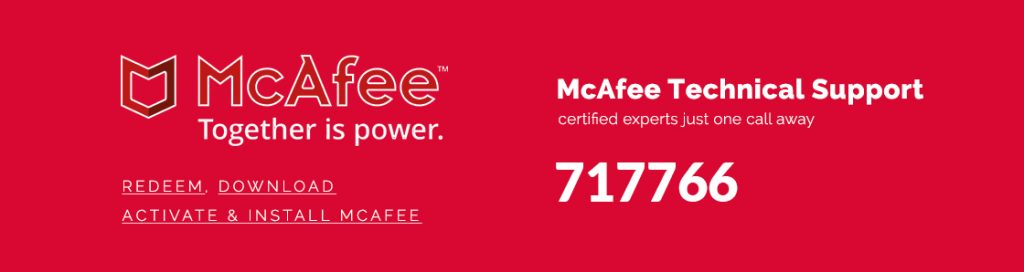 McAfee™
Together is power.
REDEEM, DOWNLOAD
ACTIVATE & INSTALL MCAFEE
McAfee Technical Support
certified experts just one call away
717766